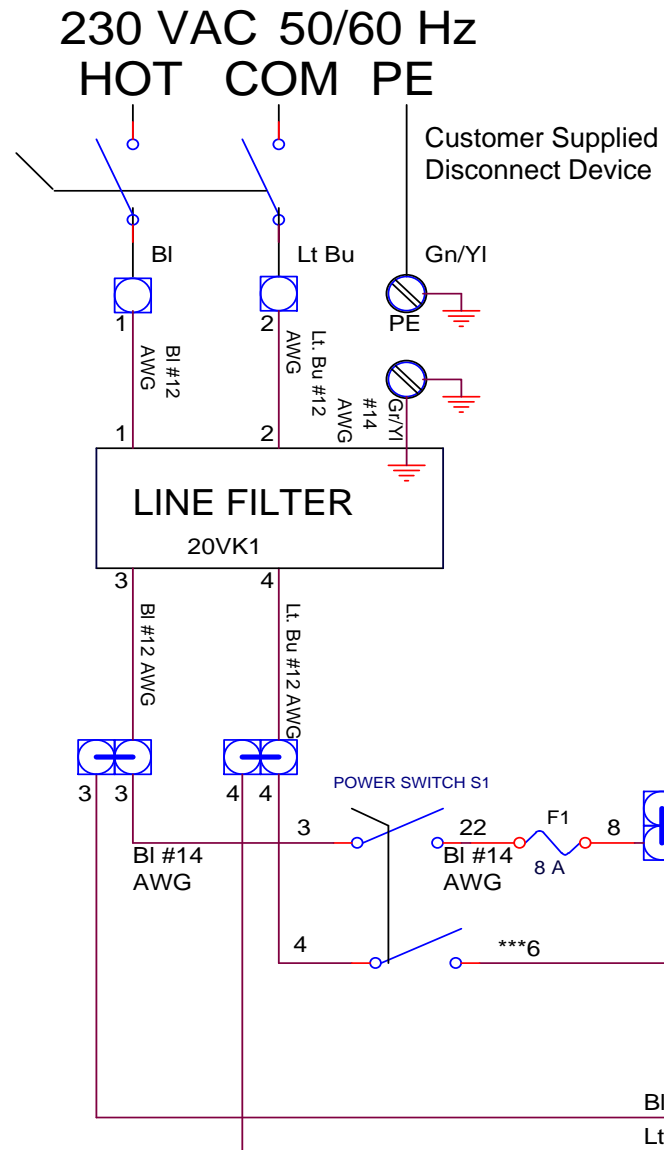 230 VAC 50/60 Hz
HOT COM PE
Customer Supplied
Disconnect Device
Bl
Lt Bu
Gn/Yl
1
2
PE
Bl #12
AWG
Lt. Bu #12
AWG
Gr/Yl
#14
AWG
1
2
LINE FILTER
20VK1
3
4
Bl #12 AWG
Lt. Bu #12 AWG
3 3
4 4
POWER SWITCH S1
3
22
F1
8
Bl #14
AWG
Bl #14
AWG
8 A
4
***6
Bl
Lt